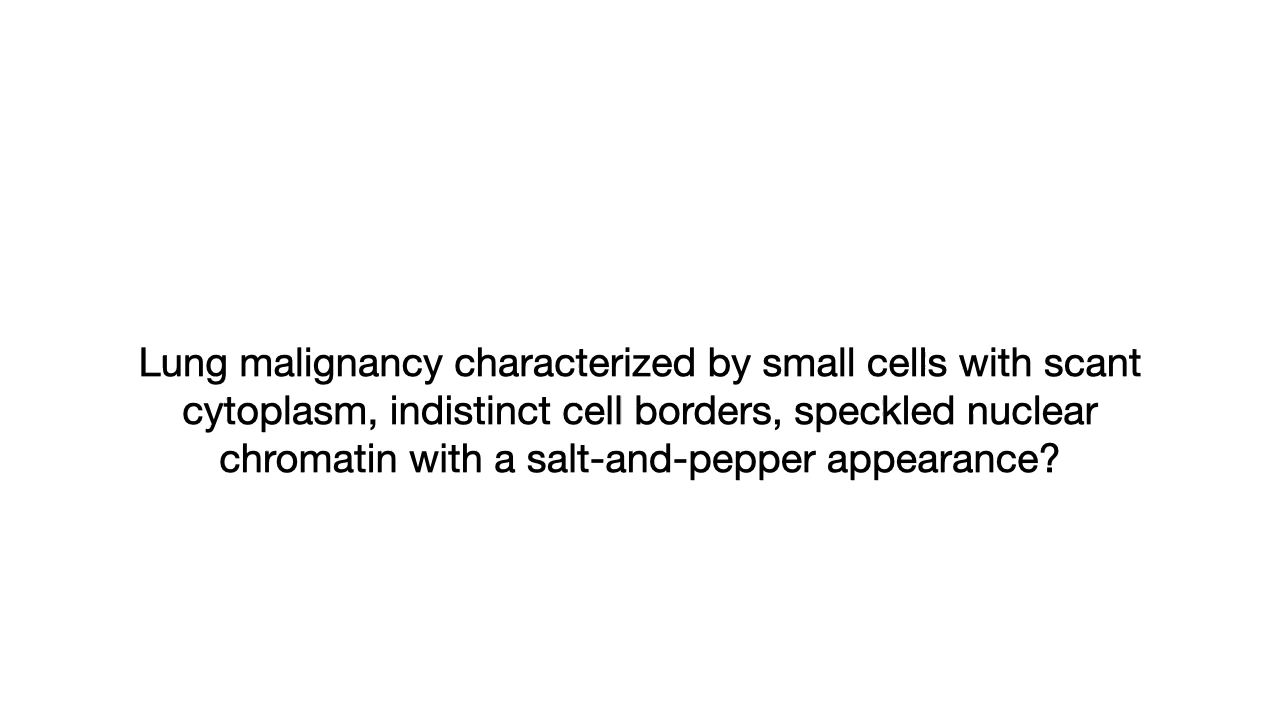 Lung malignancy characterized by small cells with scant
cytoplasm, indistinct cell borders, speckled nuclear
chromatin with a salt-and-pepper appearance?